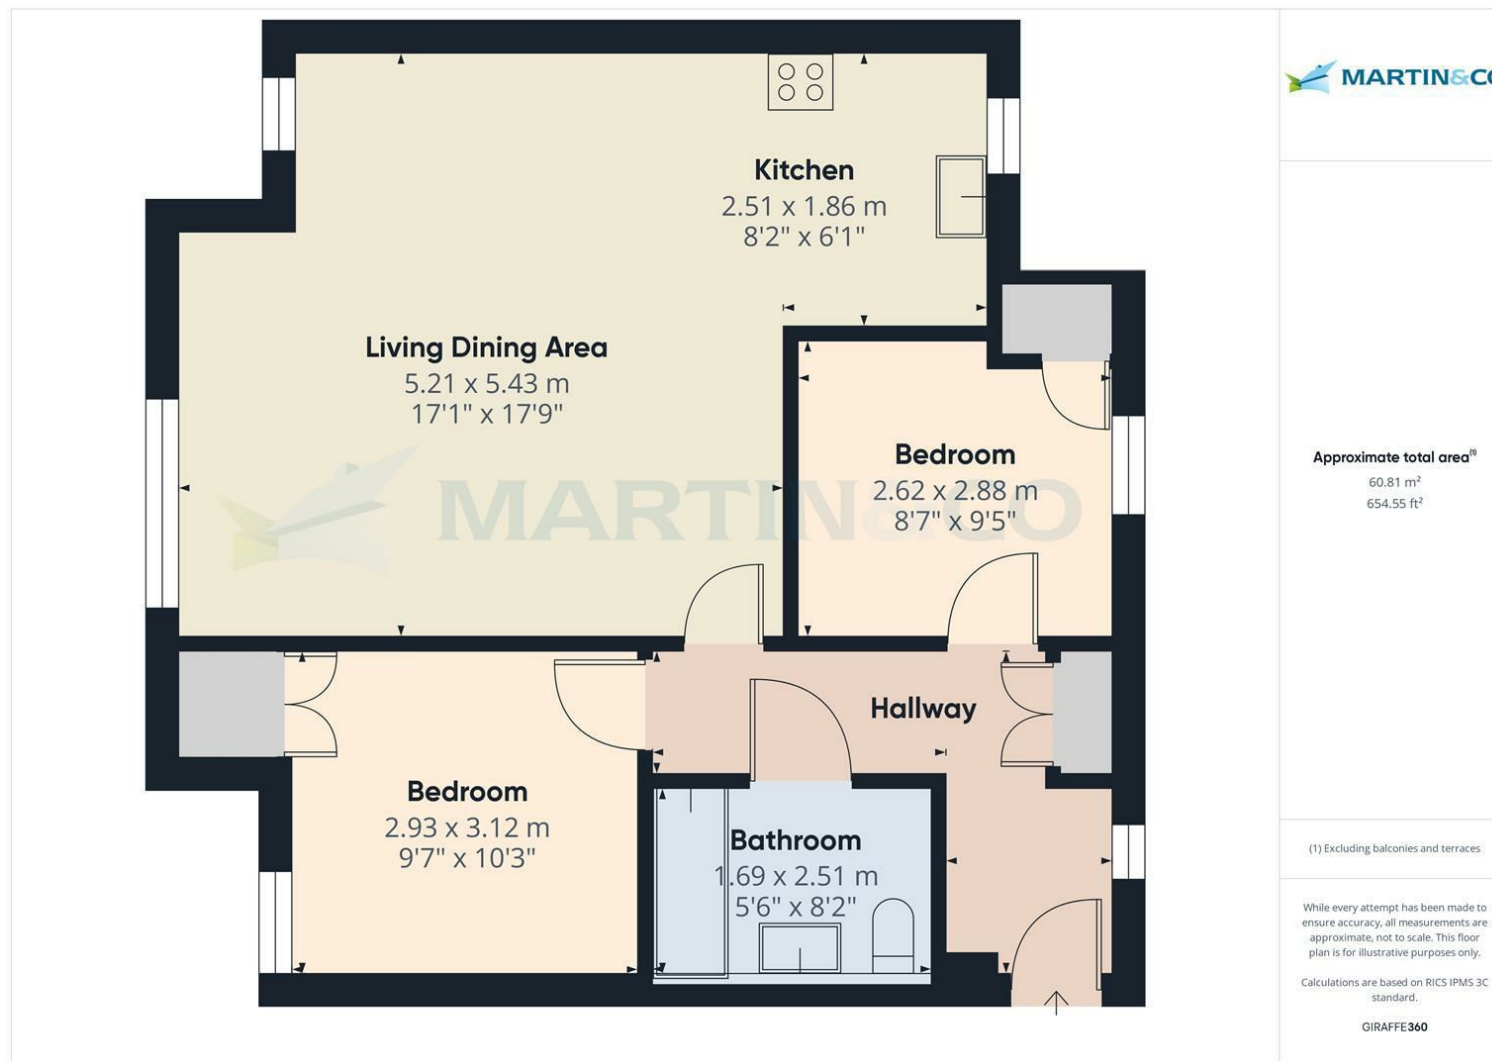 Kitchen
2.51 x 1.86 m
8'2" x 6'1"
Living Dining Area
5.21 x 5.43 m
17'1" x 17'9"
Bedroom
2.62 x 2.88 m
8'7" x 9'5"
MARTIN&CO
Hallway
Bedroom
2.93 x 3.12 m
9'7" x 10'3"
Bathroom
1.69 x 2.51 m
5'6" x 8'2"
MARTIN&CO
Approximate total area(1)
60.81 m²
654.55 ft²
(1) Excluding balconies and terraces
While every attempt has been made to
ensure accuracy, all measurements are
approximate, not to scale. This floor
plan is for illustrative purposes only.
Calculations are based on RICS IPMS 3C
standard.
GIRAFFE360